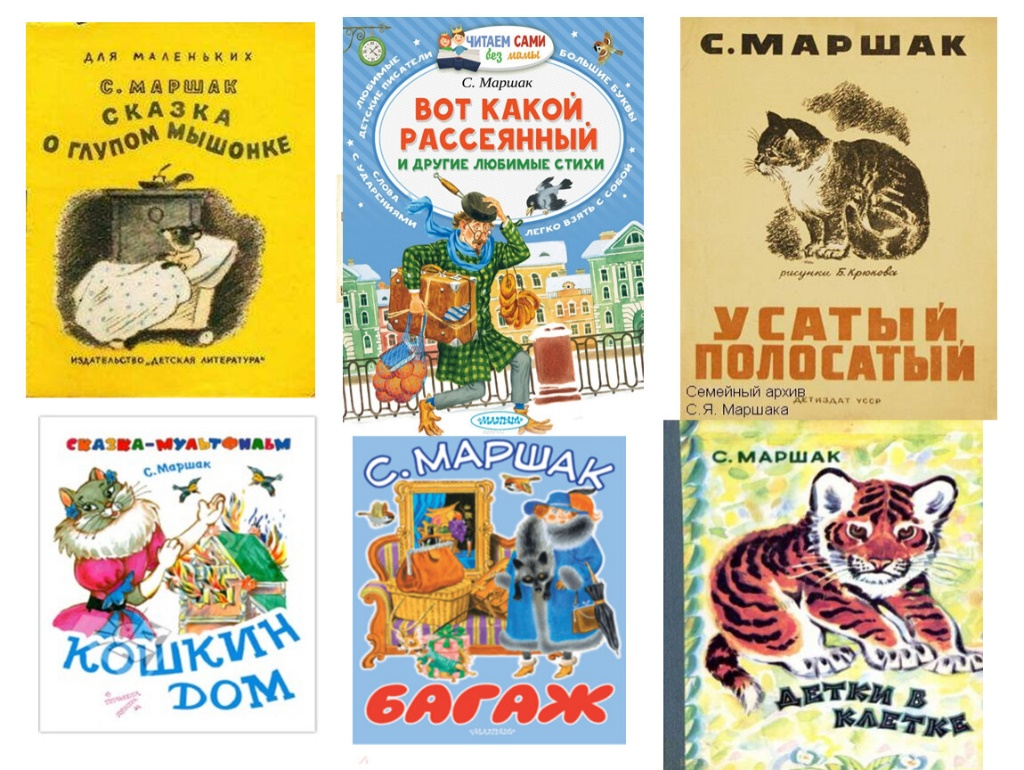 ДЛЯ МАЛЕНЬКИХ
С. МАРШАК
СКАЗКА
О ГЛУПОМ МЫШОНКЕ
ИЗДАТЕЛЬСТВО „ДЕТСКАЯ ЛИТЕРАТУРА“
ЧИТАЕМ САМИ
без мамы
ЛЮБИМЫЕ
ДЕТСКИЕ ПИСАТЕЛИ
БОЛЬШИЕ БУКВЫ
С. Маршак
ВОТ КАКОЙ
РАССЕЯННЫЙ
И ДРУГИЕ ЛЮБИМЫЕ СТИХИ
СЛОВА
С УДАРЕНИЯМИ
ЛЕГКО ВЗЯТЬ С СОБОЙ
МАЛЫШ
С. МАРШАК
рисунки Б. Крюкова
УСАТЫЙ,
ПОЛОСАТЫЙ
Семейный архив
С.Я. Маршака
ДЕТИЗДАТ УССР
СКАЗКА-МУЛЬТФИЛЬМ
С. Маршак
КОШКИН
ДОМ
С. МАРШАК
БАГАЖ
МАЛЫШ
С. МАРШАК
ДЕТКИ В
КЛЕТКЕ